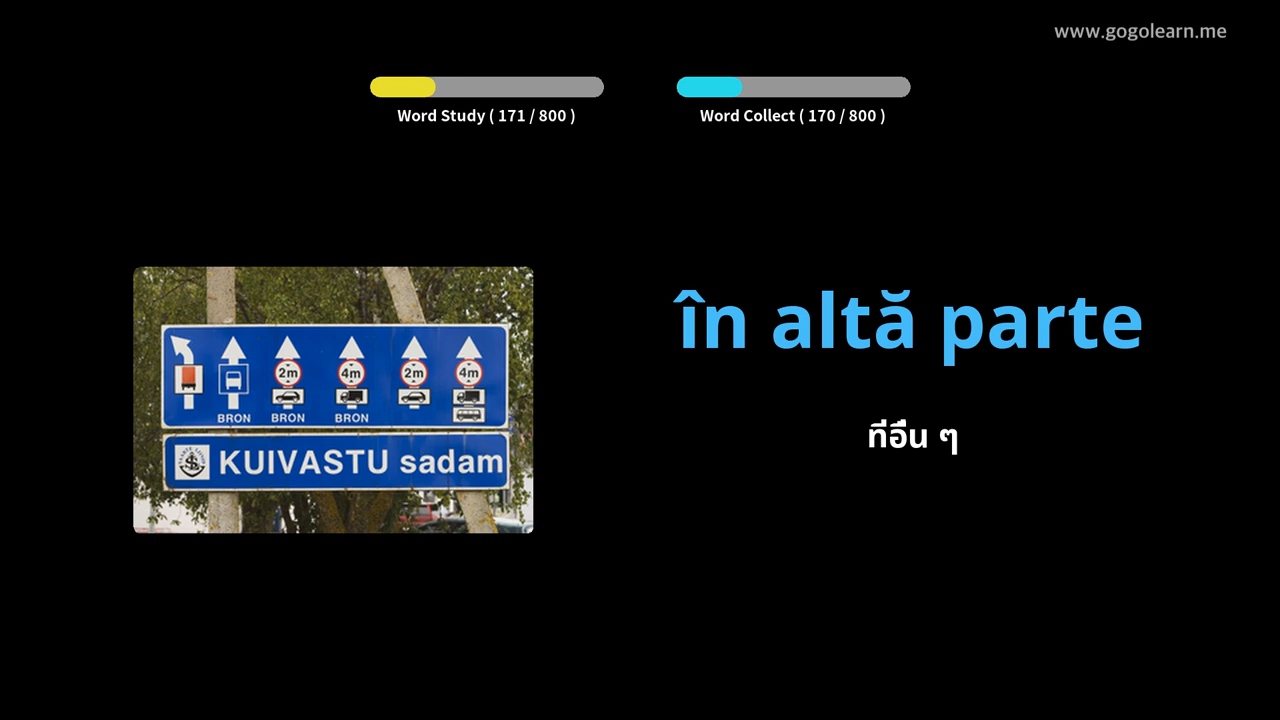 www.gogolearn.me
Word Study ( 171 / 800 )
Word Collect ( 170 / 800 )
2m 4m 2m 4m
BRON BRON BRON
KUIVASTU sadam
în altă parte
ที่อื่น ๆ